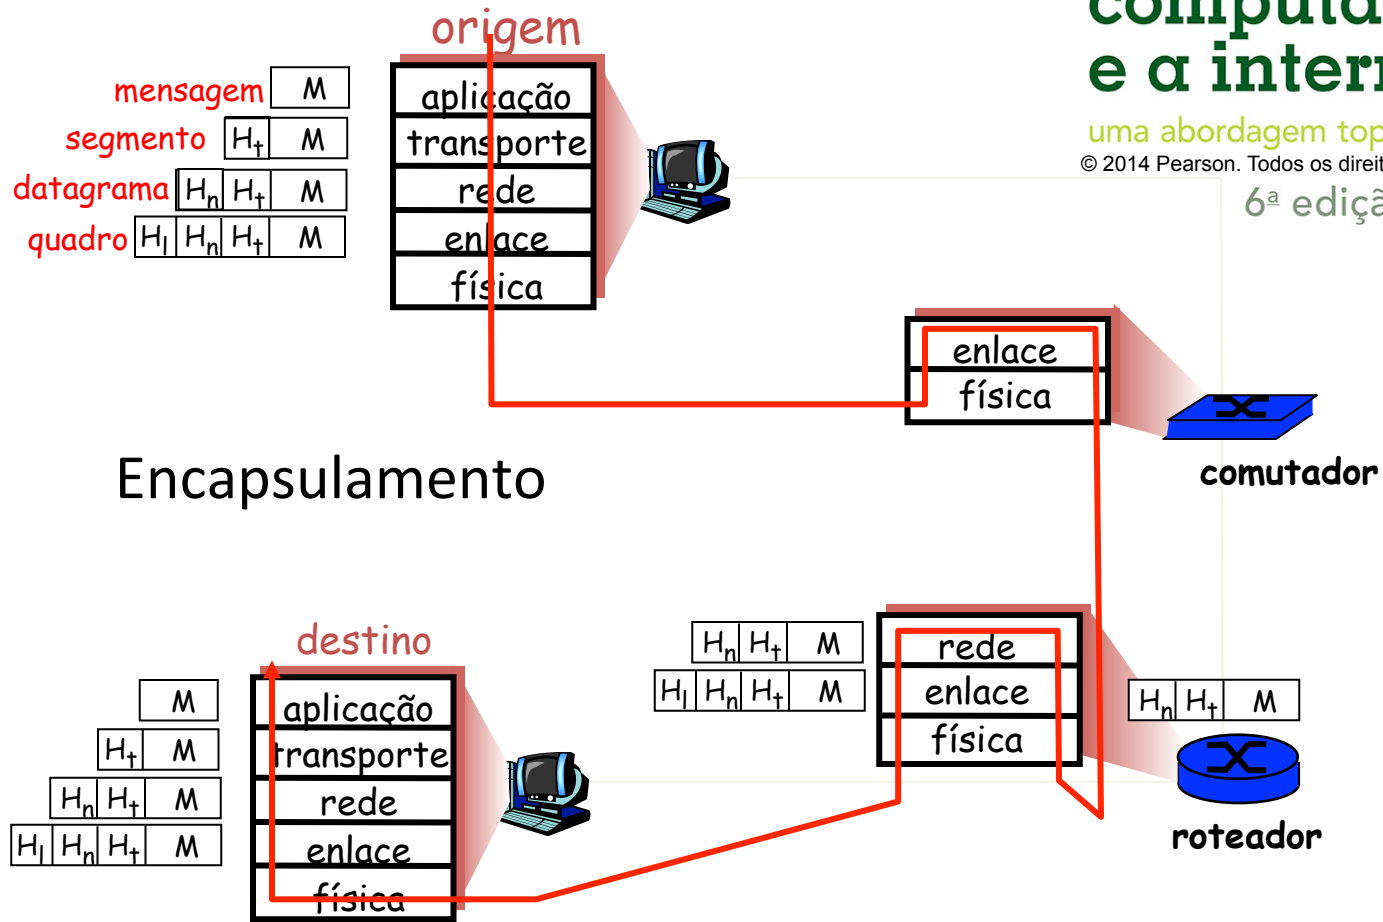 computa
e a inter
uma abordagem top
© 2014 Pearson. Todos os direit
6ª ediçã
origem
mensagem M
segmento Ht M
datagrama Hn Ht M
quadro Hl Hn Ht M
aplicação
transporte
rede
enlace
física
enlace
física
comutador
Encapsulamento
destino
M
Ht M
Hn Ht M
Hl Hn Ht M
aplicação
transporte
rede
enlace
física
Hn Ht M
Hl Hn Ht M
rede
enlace
física
Hn Ht M
roteador